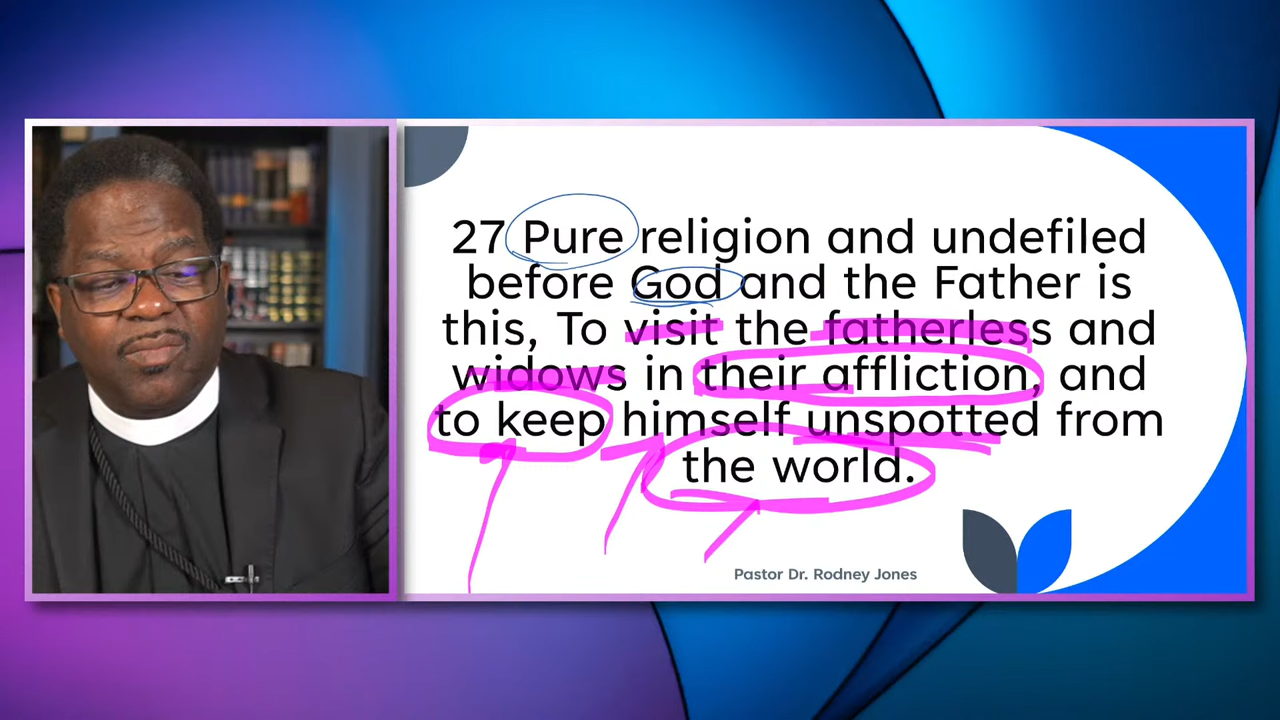 27 Pure religion and undefiled
before God and the Father is
this, To visit the fatherless and
widows in their affliction, and
to keep himself unspotted from
the world.
Pastor Dr. Rodney Jones